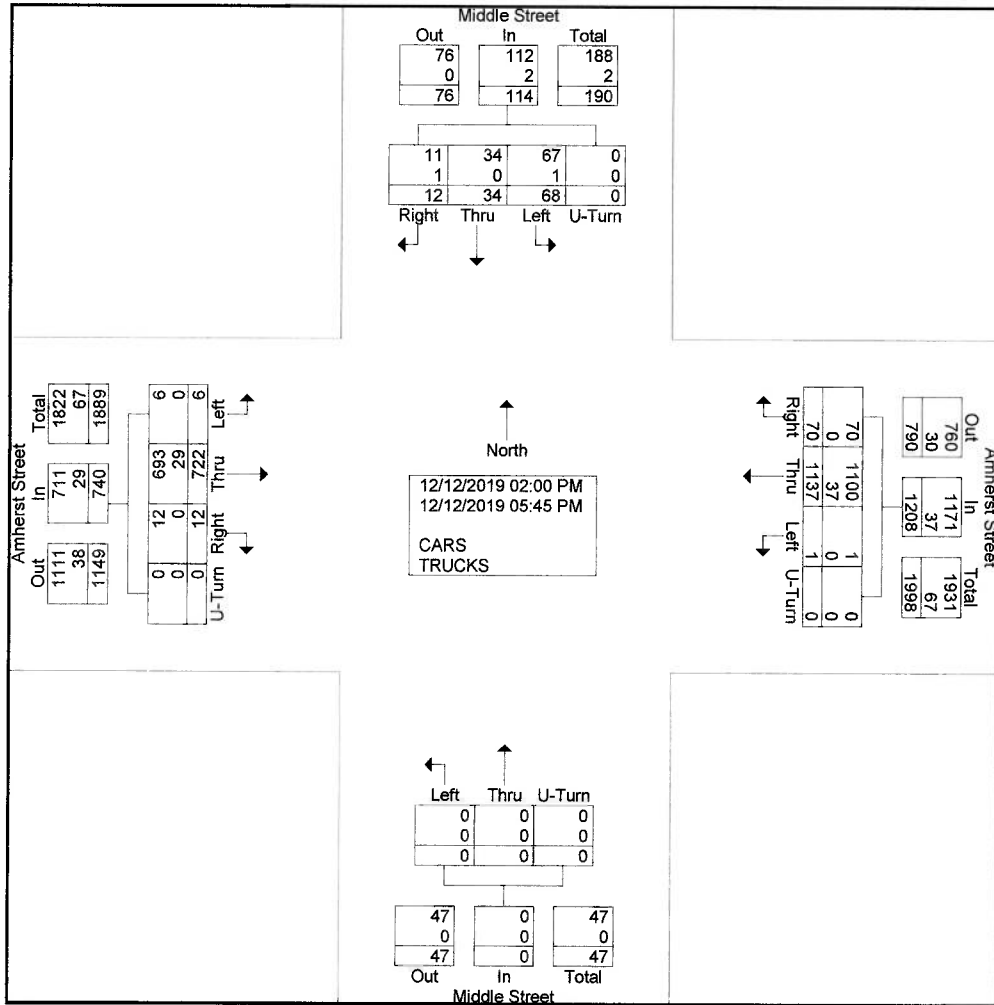 Middle Street
Out In Total
76 112 188
0 2 2
76 114 190
11 34 67 0
1 0 1 0
12 34 68 0
Right Thru Left U-Turn
Amherst Street
Total In Out
1822 711 1111
67 29 38
1889 740 1149
6 693 12 0
0 29 0 0
6 722 12 0
Left Thru Right U-Turn
North
12/12/2019 02:00 PM
12/12/2019 05:45 PM
CARS
TRUCKS
Amherst Street
Out In Total
760 1171 1931
30 37 67
790 1208 1998
70 1100 1 0
0 37 0 0
70 1137 1 0
Right Thru Left U-Turn
Left Thru U-Turn
0 0 0
0 0 0
0 0 0
47 0 47
0 0 0
47 0 47
Out In Total
Middle Street